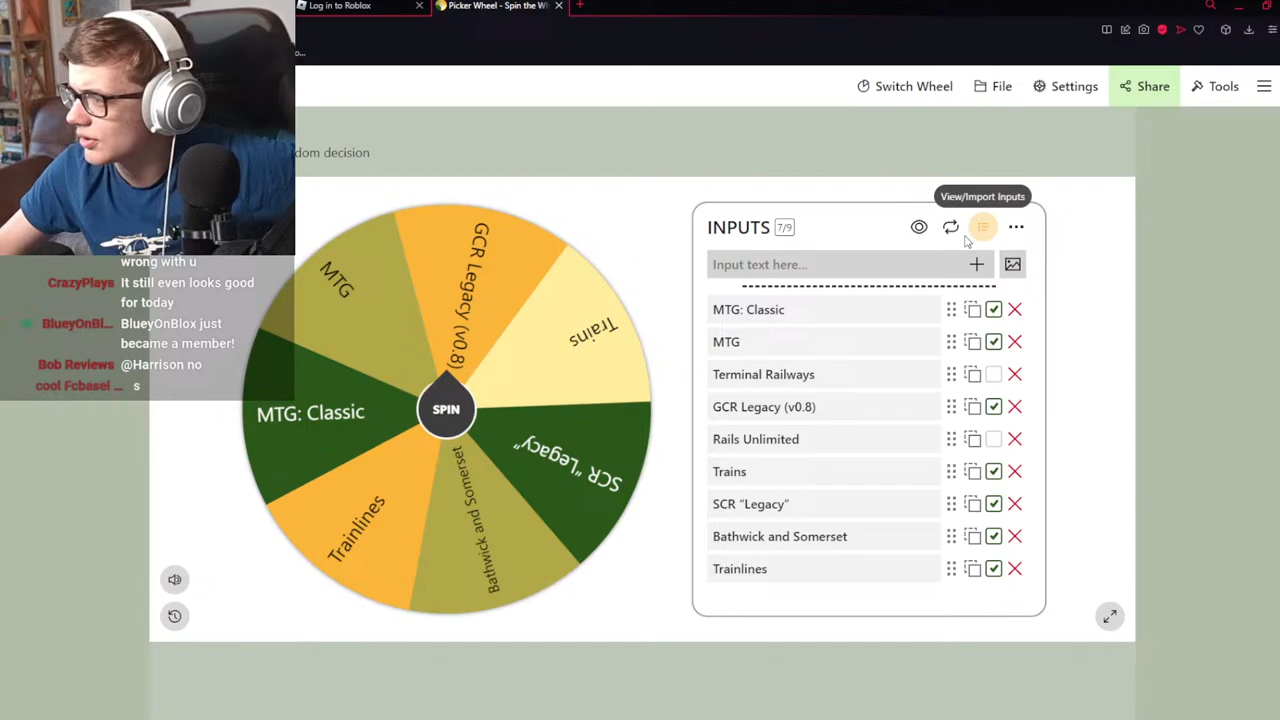 Log in to Roblox
Picker Wheel - Spin the W
Switch Wheel
File
Settings
Share
Tools
dom decision
View/Import Inputs
INPUTS 7/9
Input text here...
MTG: Classic
MTG
Terminal Railways
GCR Legacy (v0.8)
Rails Unlimited
Trains
SCR “Legacy”
Bathwick and Somerset
Trainlines
MTG
GCR Legacy (v0.8)
Trains
SCR “Legacy”
Bathwick and Somerset
Trainlines
MTG: Classic
SPIN
wrong with u
CrazyPlays It still even looks good
for today
BlueyOnBl... BlueyOnBlox just
became a member!
Bob Reviews @Harrison no
cool Fcbasel ... s